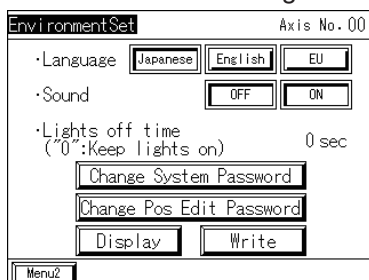 EnvironmentSet Axis No.00
·Language Japanese English EU
·Sound OFF ON
·Lights off time
("0":Keep lights on) 0 sec
Change System Password
Change Pos Edit Password
Display Write
Menu2